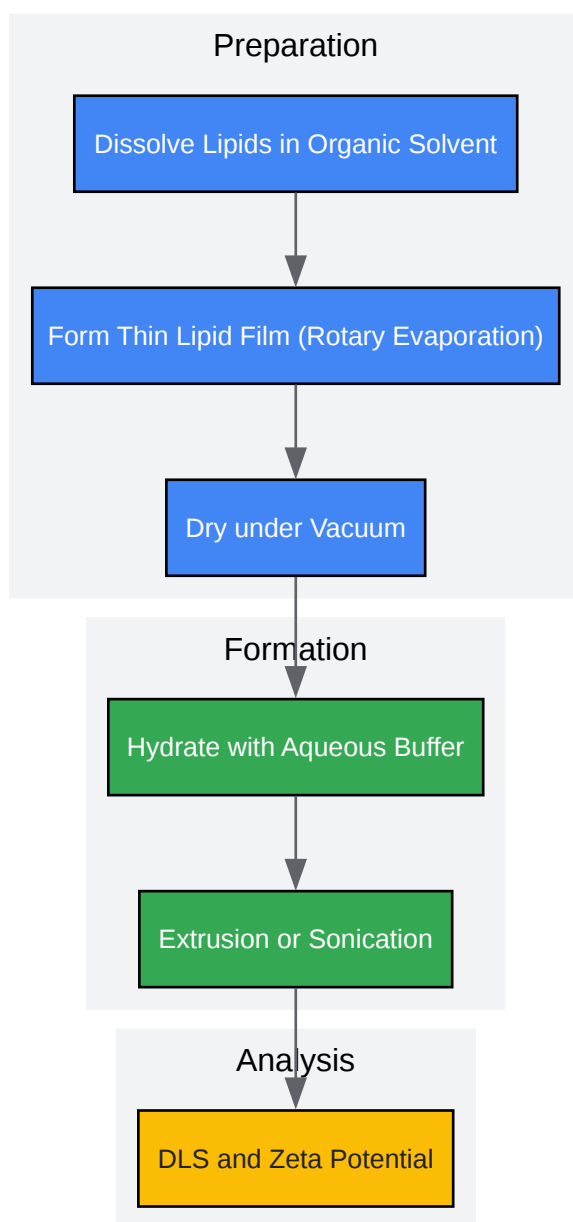 Preparation
Dissolve Lipids in Organic Solvent
Form Thin Lipid Film (Rotary Evaporation)
Dry under Vacuum
Formation
Hydrate with Aqueous Buffer
Extrusion or Sonication
Analysis
DLS and Zeta Potential